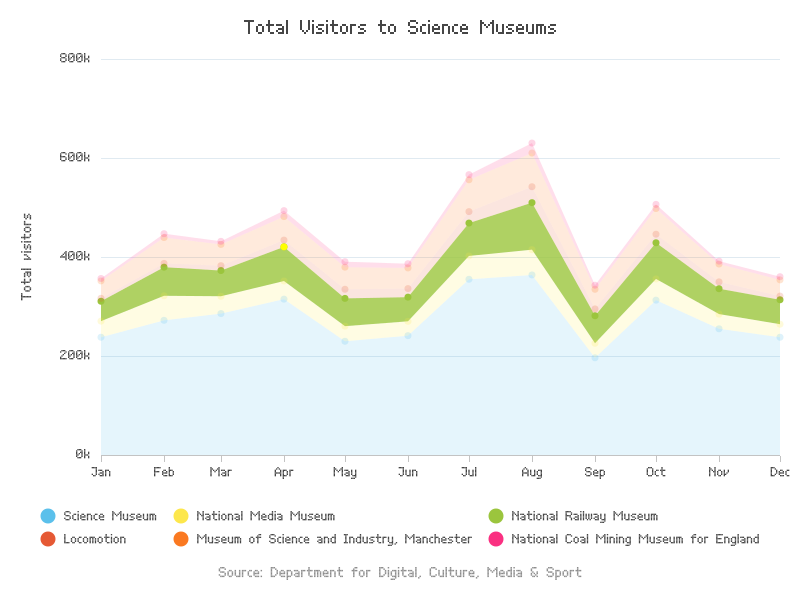 Total Visitors to Science Museums
800k
600k
400k
200k
0k
Total visitors
Jan Feb Mar Apr May Jun Jul Aug Sep Oct Nov Dec
Science Museum National Media Museum National Railway Museum
Locomotion Museum of Science and Industry, Manchester National Coal Mining Museum for England
Source: Department for Digital, Culture, Media & Sport